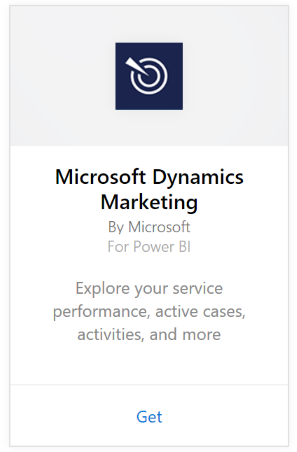 Microsoft Dynamics
Marketing
By Microsoft
For Power BI
Explore your service
performance, active cases,
activities, and more
Get